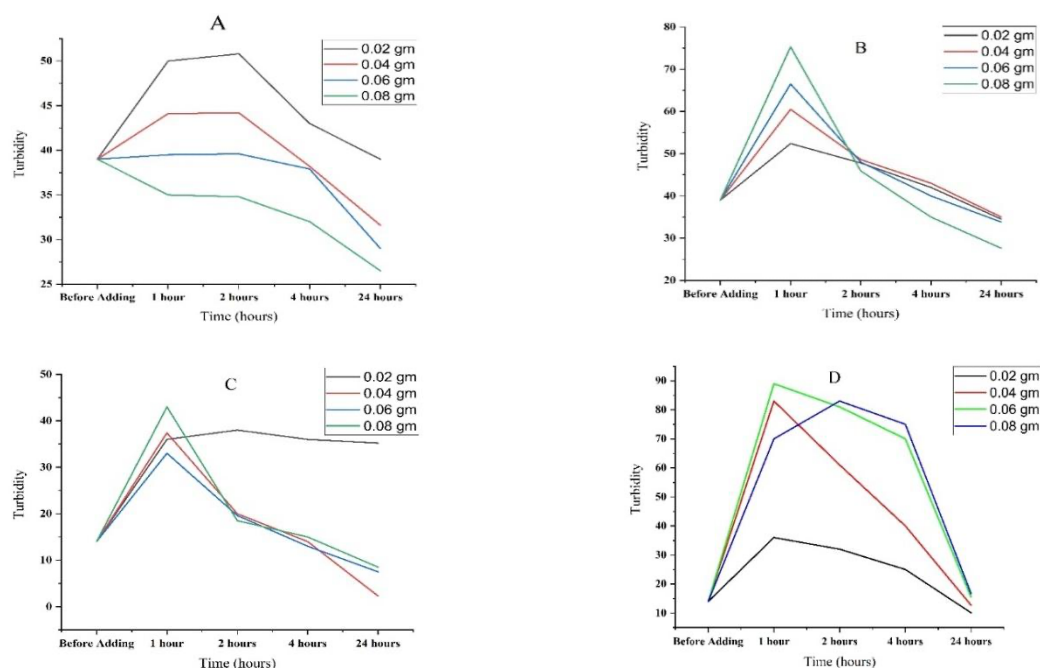 A
0.02 gm
0.04 gm
0.06 gm
0.08 gm
Turbidity
50
45
40
35
30
25
Before Adding 1 hour 2 hours 4 hours 24 hours
Time (hours)
B
0.02 gm
0.04 gm
0.06 gm
0.08 gm
Turbidity
80
70
60
50
40
30
20
Before Adding 1 hour 2 hours 4 hours 24 hours
Time (hours)
C
0.02 gm
0.04 gm
0.06 gm
0.08 gm
Turbidity
50
40
30
20
10
0
Before Adding 1 hour 2 hours 4 hours 24 hours
Time (hours)
D
0.02 gm
0.04 gm
0.06 gm
0.08 gm
Turbidity
90
80
70
60
50
40
30
20
10
Before Adding 1 hour 2 hours 4 hours 24 hours
Time (hours)